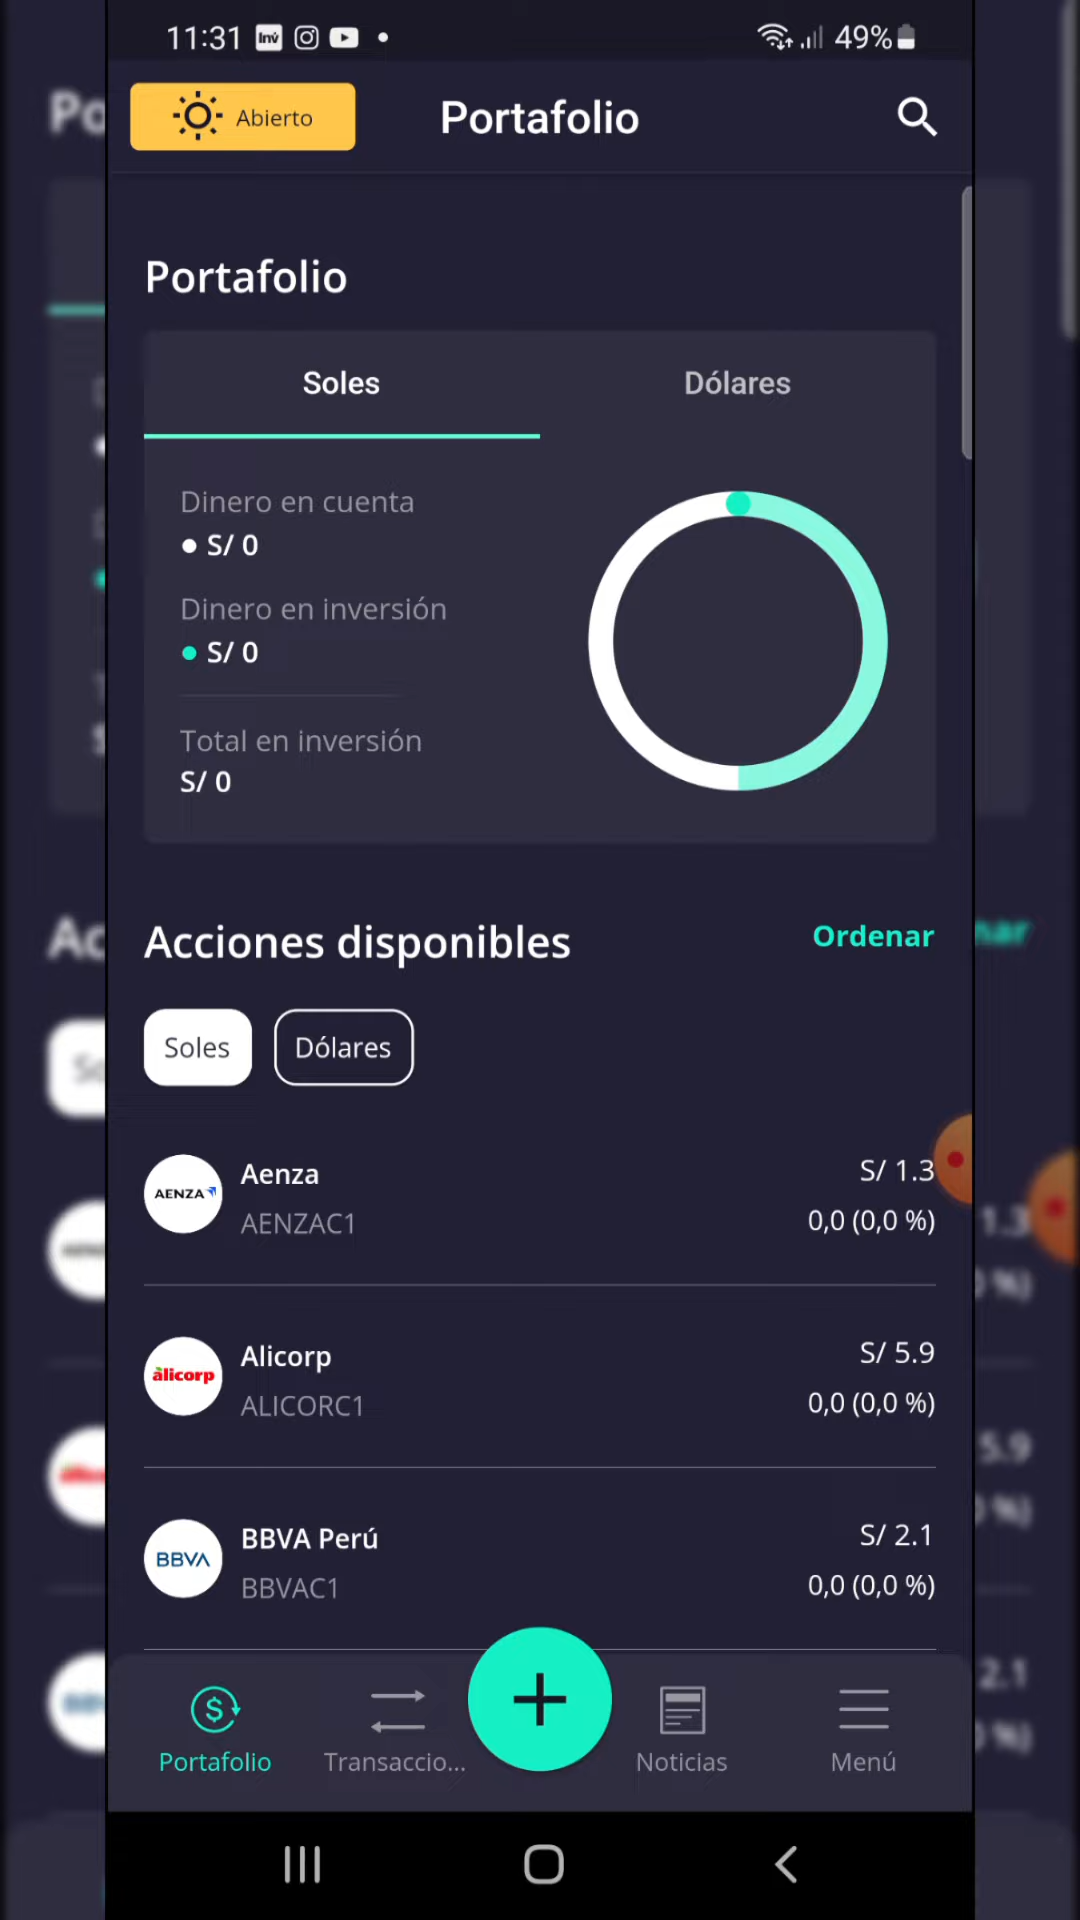 11:31 Inv 49%
Abierto
Portafolio
Portafolio
Soles Dólares
Dinero en cuenta
S/ 0
Dinero en inversión
S/ 0
Total en inversión
S/ 0
Acciones disponibles Ordenar
Soles Dólares
AENZA Aenza S/ 1.3
AENZAC1 0,0 (0,0 %)
alicorp Alicorp S/ 5.9
ALICORC1 0,0 (0,0 %)
BBVA BBVA Perú S/ 2.1
BBVAC1 0,0 (0,0 %)
Portafolio Transaccio... Noticias Menú